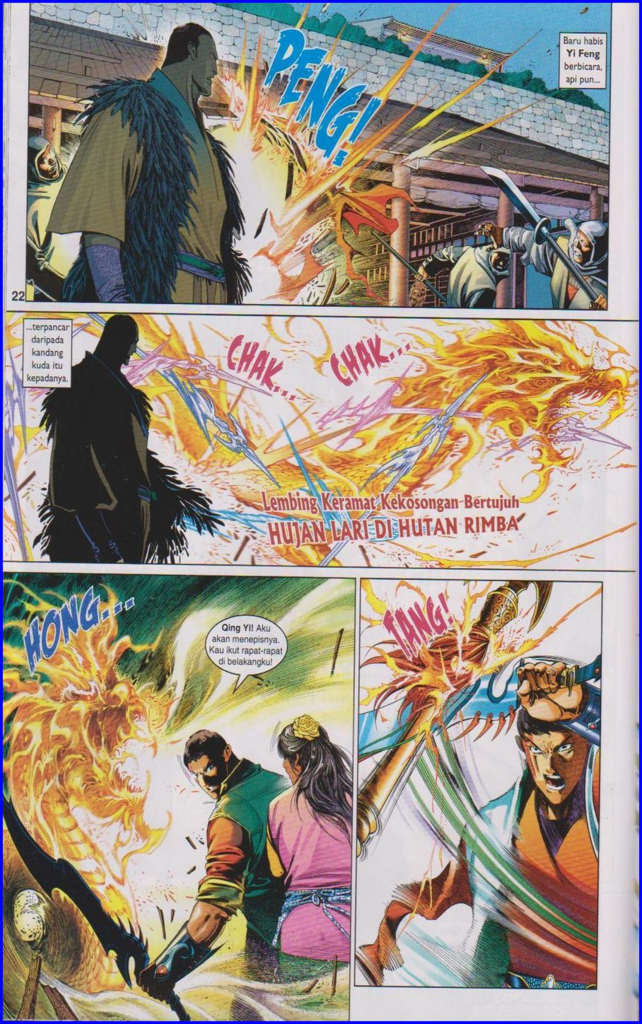 Baru habis
Yi Feng
berbicara,
api pun...
PENG!
22
...terpancar
daripada
kandang
kuda itu
kepadanya.
CHAK...
CHAK...
Lembing Keramat Kekosongan Bertujuh
HUJAN LARI DI HUTAN RIMBA
HONG...
Qing Yi! Aku
akan menepisnya.
Kau ikut rapat-rapat
di belakangku!
TANG!